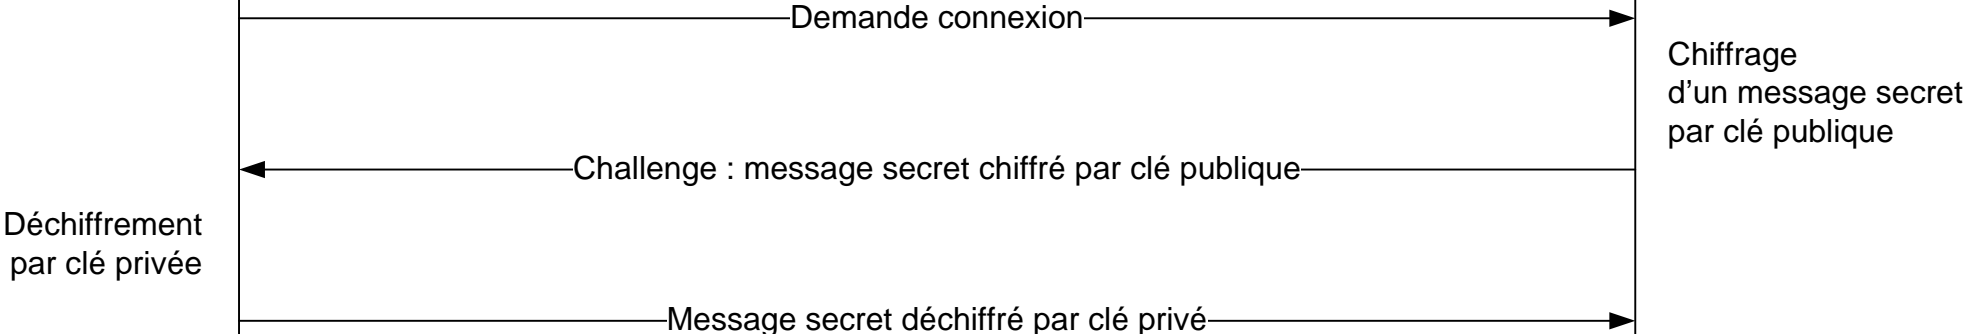 Demande connexion
Chiffrage
d'un message secret
par clé publique
Challenge : message secret chiffré par clé publique
Déchiffrement
par clé privée
Message secret déchiffré par clé privé